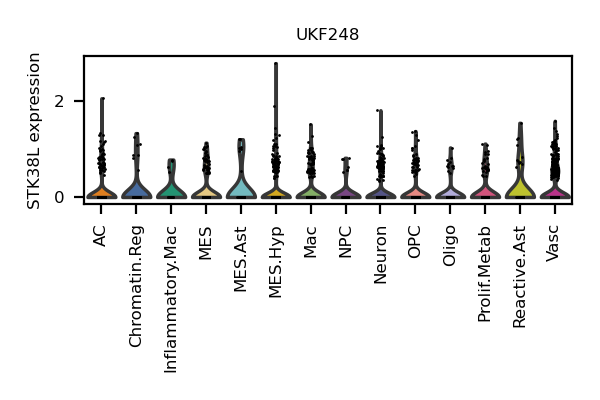 UKF248
STK38L expression
2
0
AC
Chromatin.Reg
Inflammatory.Mac
MES
MES.Ast
MES.Hyp
Mac
NPC
Neuron
OPC
Oligo
Prolif.Metab
Reactive.Ast
Vasc